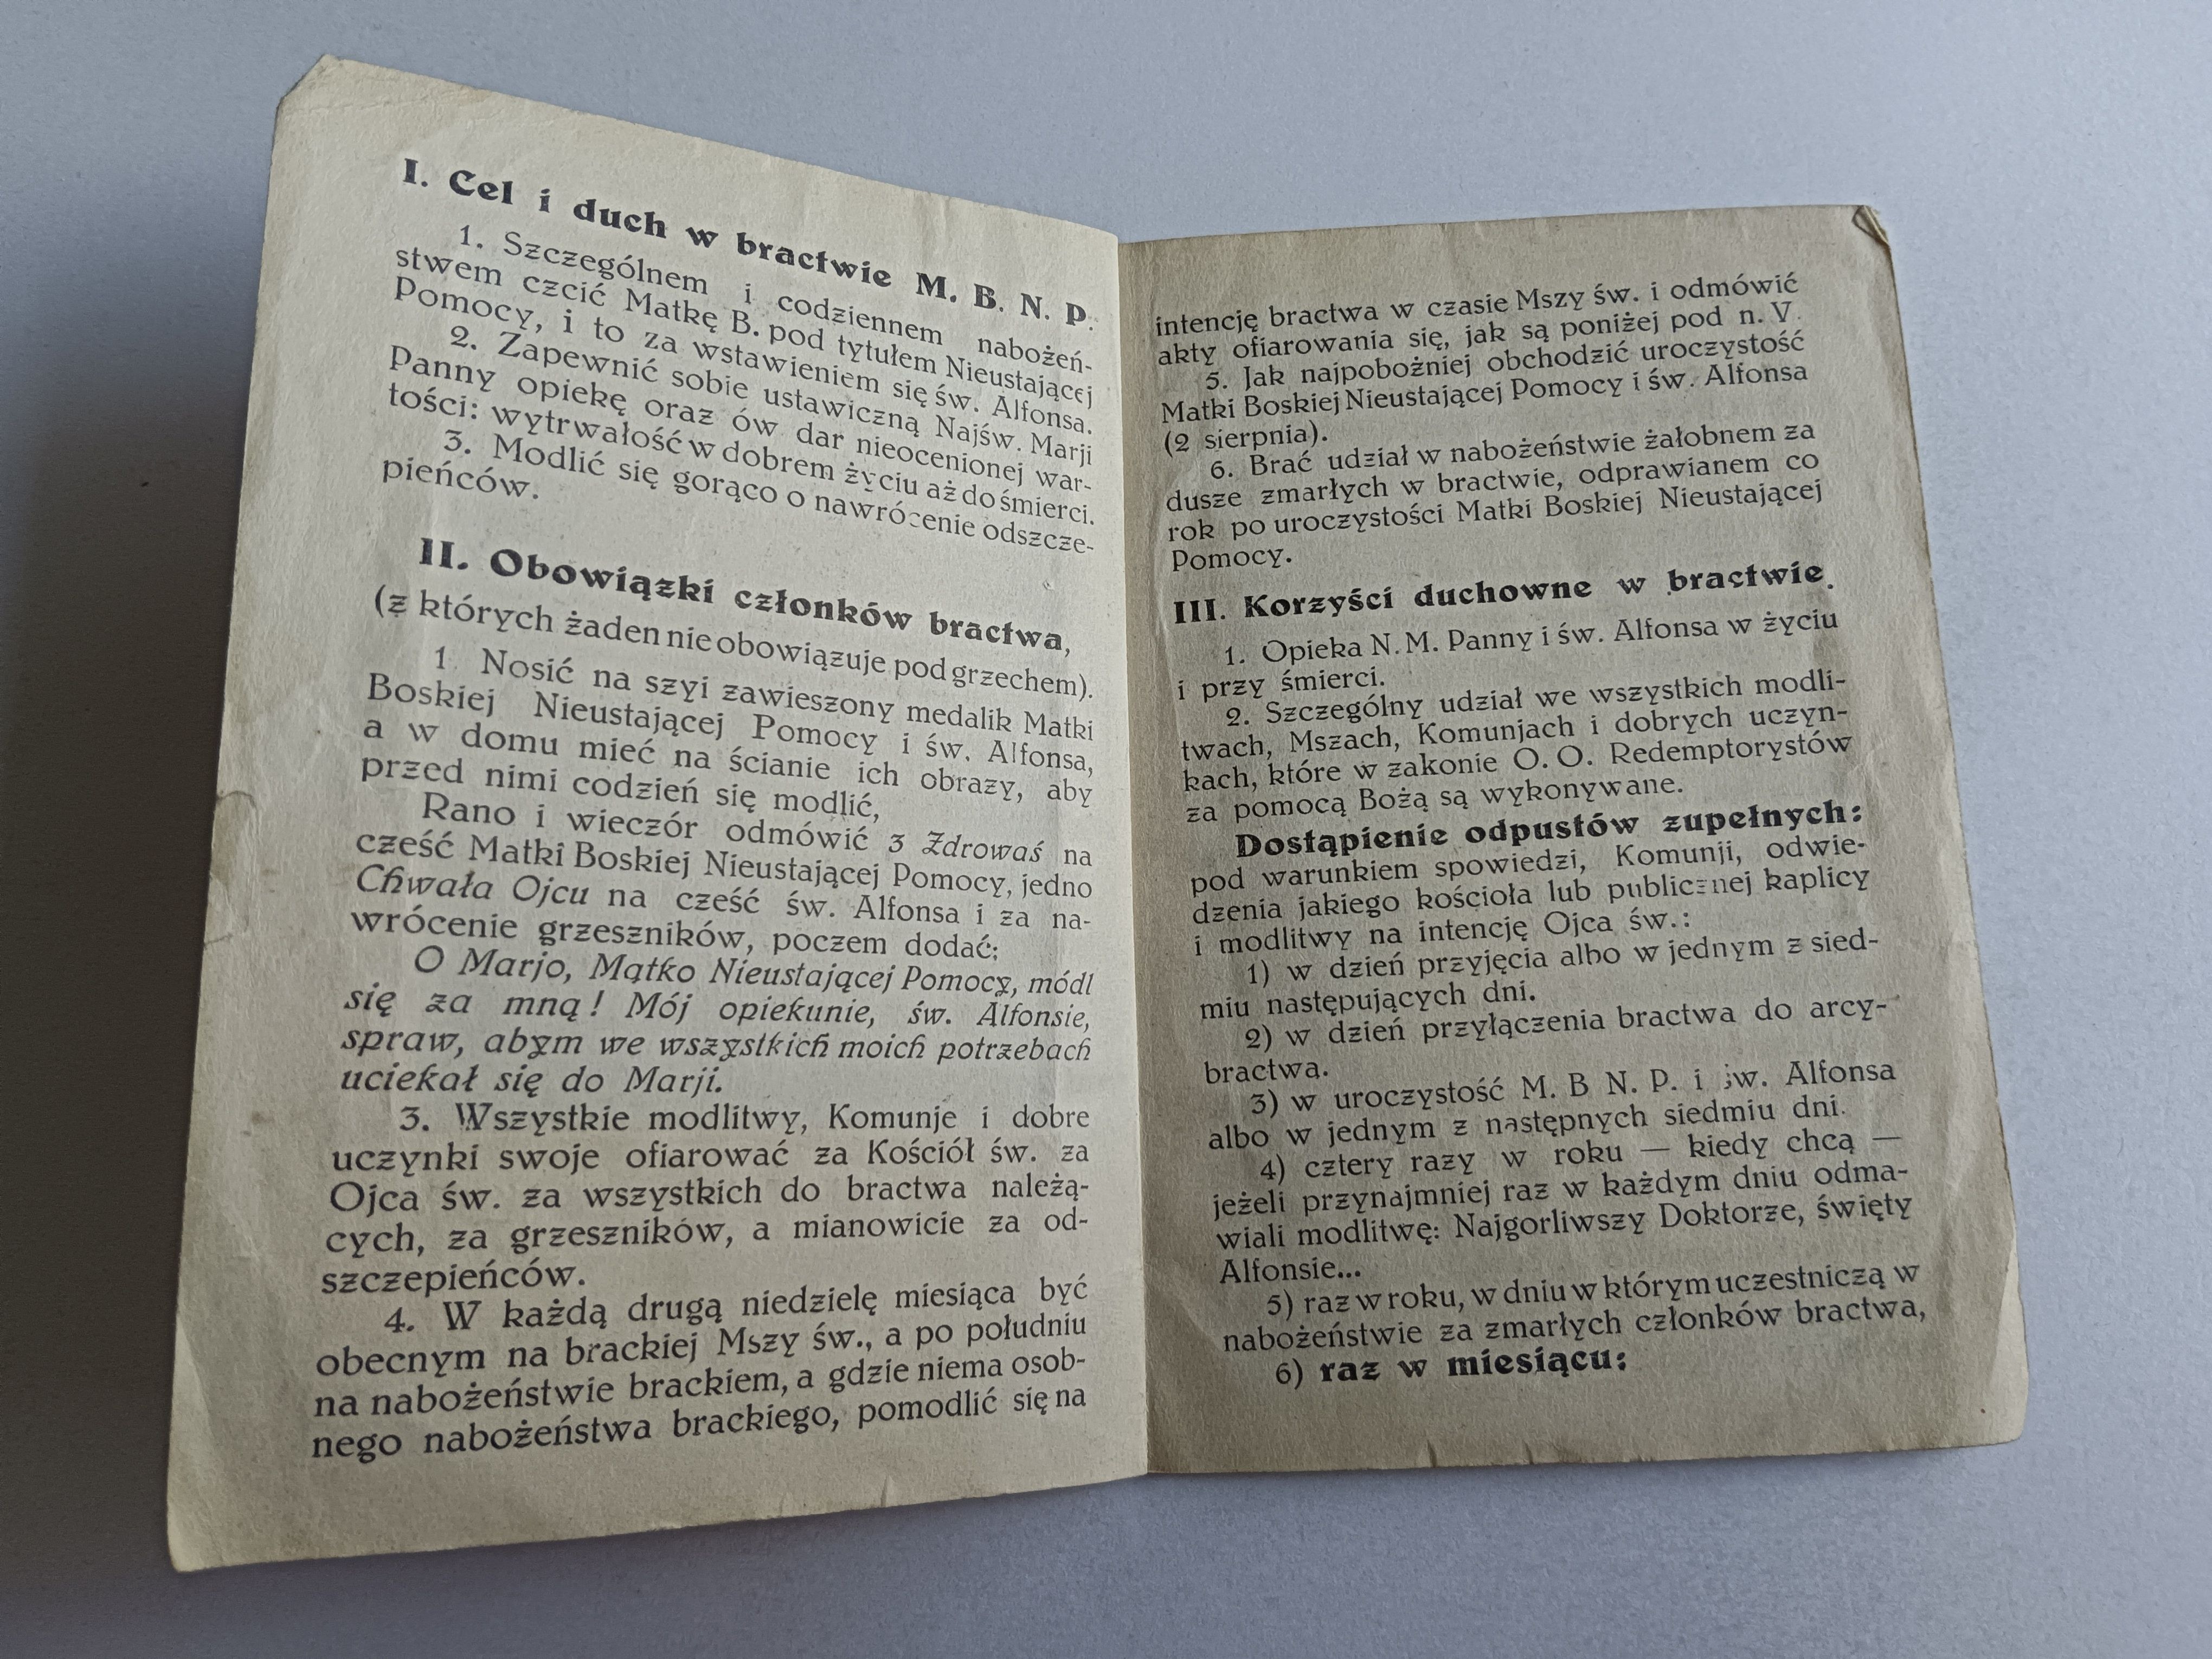 I. Cel i duch w bractwie M. B. N. P.
1. Szczególnem i codziennem nabożeń-
stwem czcić Matkę B. pod tytułem Nieustającej
Pomocy, i to za wstawieniem się św. Alfonsa.
2. Zapewnić sobie ustawiczną Najśw. Marji
Panny opiekę oraz ów dar nieocenionej war-
tości: wytrwałość w dobrem życiu aż do śmierci.
3. Modlić się gorąco o nawrócenie odszcze-
pieńców.
II. Obowiązki członków bractwa,
(z których żaden nie obowiązuje pod grzechem).
1 Nosić na szyi zawieszony medalik Matki
Boskiej Nieustającej Pomocy i św. Alfonsa,
a w domu mieć na ścianie ich obrazy, aby
przed nimi codzień się modlić,
Rano i wieczór odmówić 3 Zdrowaś na
cześć Matki Boskiej Nieustającej Pomocy, jedno
Chwała Ojcu na cześć św. Alfonsa i za na-
wrócenie grzeszników, poczem dodać:
O Marjo, Mątko Nieustającej Pomocy, módl
się za mną! Mój opiekunie, św. Alfonsie,
spraw, abym we wszystkich moich potrzebach
uciekał się do Marji.
3. Wszystkie modlitwy, Komunje i dobre
uczynki swoje ofiarować za Kościół św. za
Ojca św. za wszystkich do bractwa należą-
cych, za grzeszników, a mianowicie za od-
szczepieńców.
4. W każdą drugą niedzielę miesiąca być
obecnym na brackiej Mszy św., a po południu
na nabożeństwie brackiem, a gdzie niema osob-
nego nabożeństwa brackiego, pomodlić się na
intencję bractwa w czasie Mszy św. i odmówić
akty ofiarowania się, jak są poniżej pod n. V.
5. Jak najpobożniej obchodzić uroczystość
Matki Boskiej Nieustającej Pomocy i św. Alfonsa
(2 sierpnia).
6. Brać udział w nabożeństwie żałobnem za
dusze zmarłych w bractwie, odprawianem co
rok po uroczystości Matki Boskiej Nieustającej
Pomocy.
III. Korzyści duchowne w bractwie.
1. Opieka N. M. Panny i św. Alfonsa w życiu
i przy śmierci.
2. Szczególny udział we wszystkich modli-
twach, Mszach, Komunjach i dobrych uczyn-
kach, które w zakonie O. O. Redemptorystów
za pomocą Bożą są wykonywane.
Dostąpienie odpustów zupełnych:
pod warunkiem spowiedzi, Komunji, odwie-
dzenia jakiego kościoła lub publicznej kaplicy
i modlitwy na intencję Ojca św.:
1) w dzień przyjęcia albo w jednym z sied-
miu następujących dni.
2) w dzień przyłączenia bractwa do arcy-
bractwa.
3) w uroczystość M. B N. P. i św. Alfonsa
albo w jednym z następnych siedmiu dni.
4) cztery razy w roku — kiedy chcą —
jeżeli przynajmniej raz w każdym dniu odma-
wiali modlitwę: Najgorliwszy Doktorze, święty
Alfonsie...
5) raz w roku, w dniu w którym uczestniczą w
nabożeństwie za zmarłych członków bractwa,
6) raz w miesiącu: